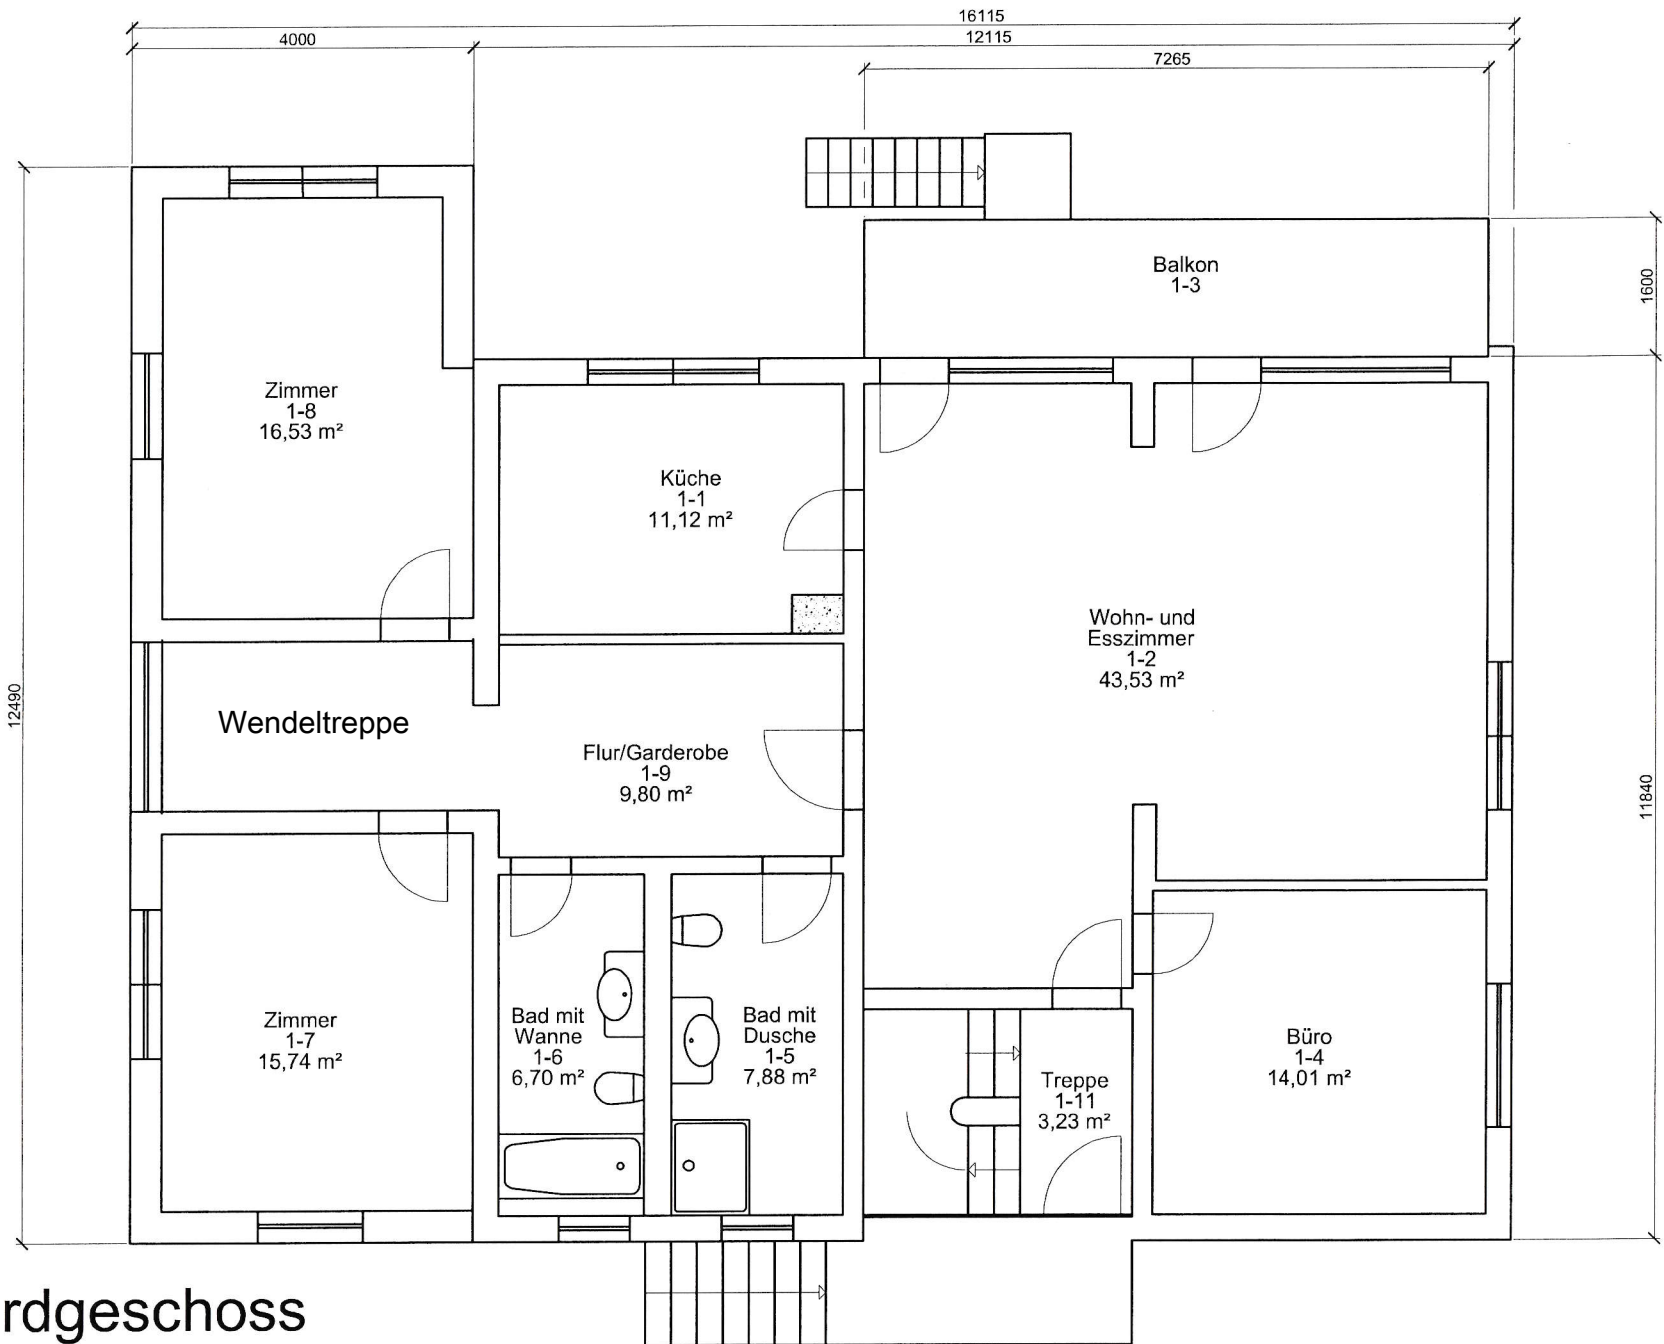 16115
4000
12115
7265
Balkon
1-3
1600
Zimmer
1-8
16,53 m²
Küche
1-1
11,12 m²
Wohn- und
Esszimmer
1-2
43,53 m²
12490
Wendeltreppe
Flur/Garderobe
1-9
9,80 m²
11840
Zimmer
1-7
15,74 m²
Bad mit
Wanne
1-6
6,70 m²
Bad mit
Dusche
1-5
7,88 m²
Treppe
1-11
3,23 m²
Büro
1-4
14,01 m²
rdgeschoss